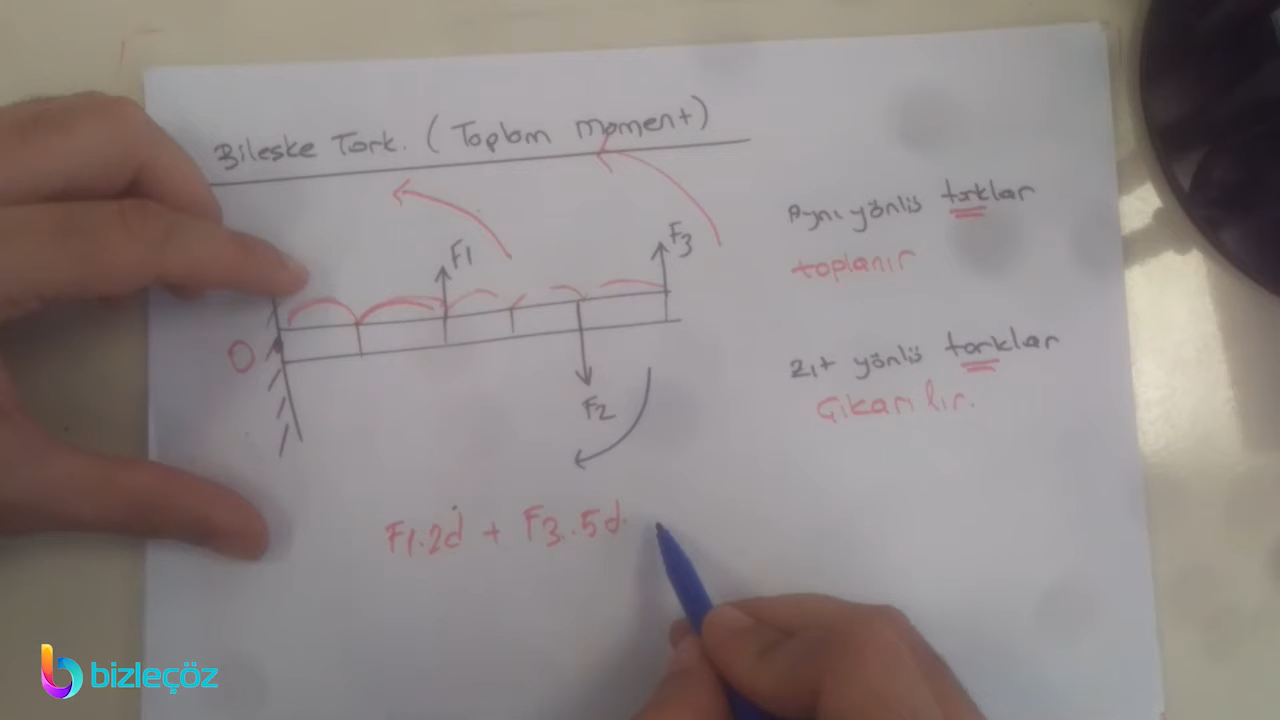 Bileske Tork. (Toplam moment)
F1
F3
O
F2
Aynı yönlü torklar
toplanır
Zıt yönlü torklar
Çıkarılır.
F1.2d + F3.5d
bizleçöz